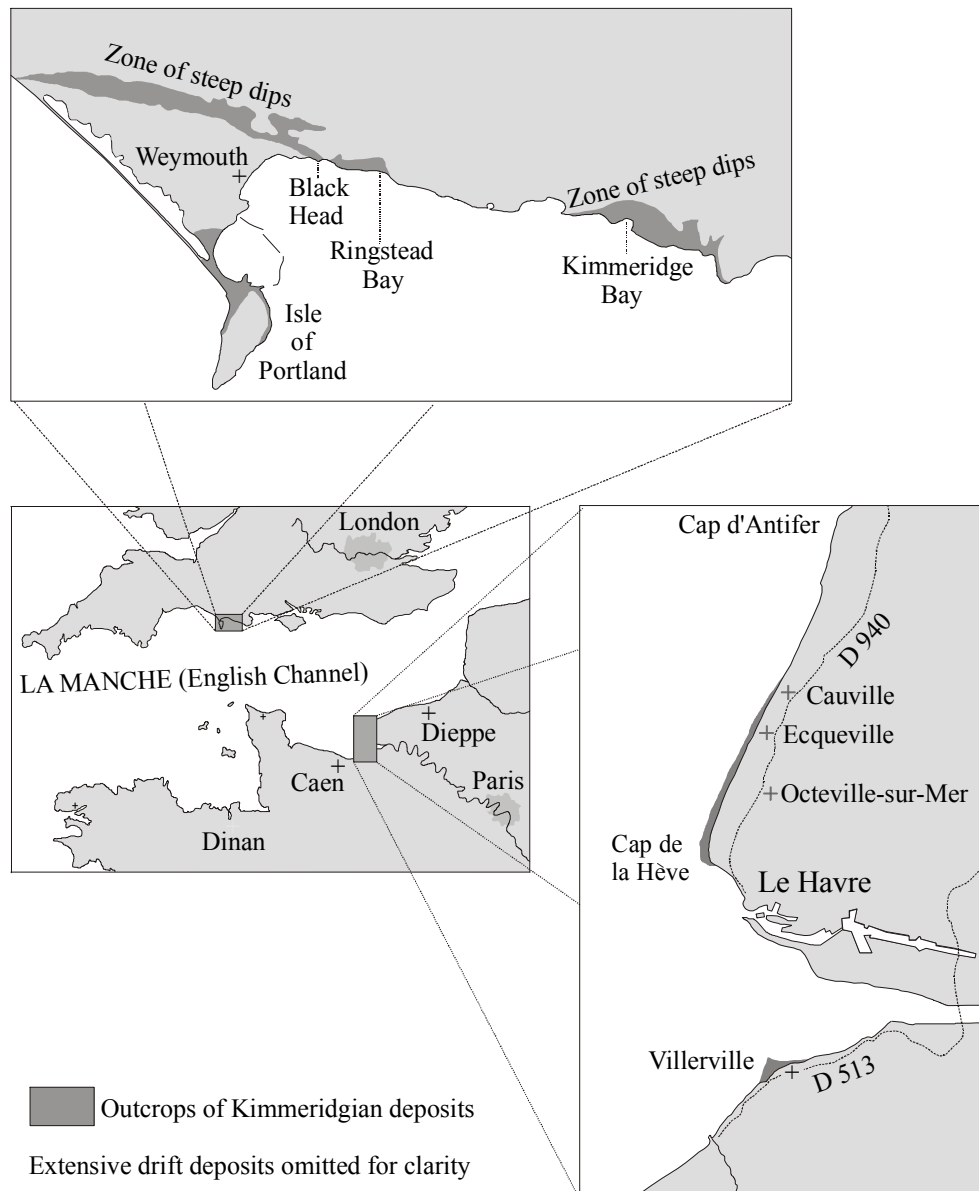 Zone of steep dips
Weymouth
Black
Head
Ringstead
Bay
Zone of steep dips
Kimmeridge
Bay
Isle
of
Portland
London
LA MANCHE (English Channel)
Dieppe
Caen
Paris
Dinan
Cap d'Antifer
D 940
Cauville
Ecqueville
Octeville-sur-Mer
Cap de
la Hève
Le Havre
Villerville
D 513
Outcrops of Kimmeridgian deposits
Extensive drift deposits omitted for clarity